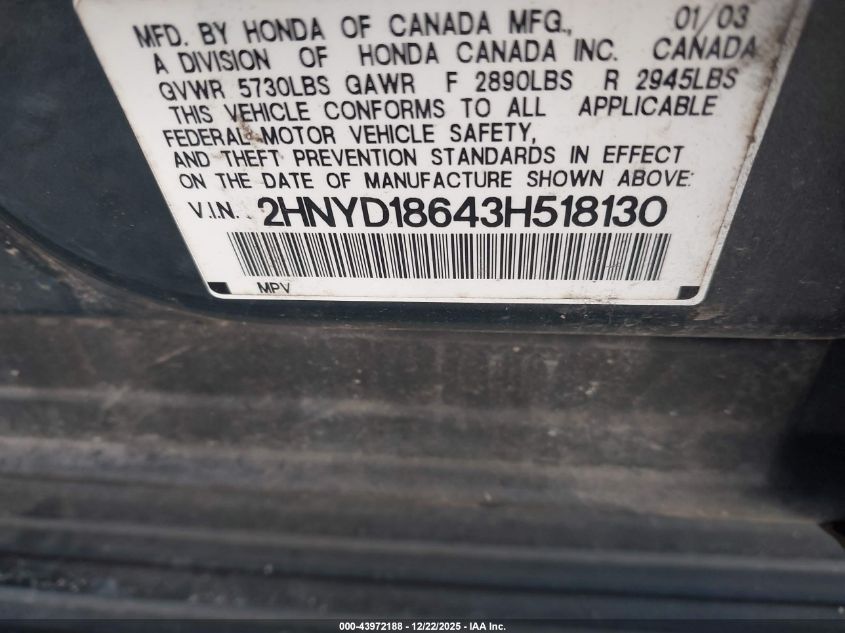 MFD. BY HONDA OF CANADA MFG., 01/03
A DIVISION OF HONDA CANADA INC. CANADA
GVWR 5730LBS GAWR F 2890LBS R 2945LBS
THIS VEHICLE CONFORMS TO ALL APPLICABLE
FEDERAL MOTOR VEHICLE SAFETY,
AND THEFT PREVENTION STANDARDS IN EFFECT
ON THE DATE OF MANUFACTURE SHOWN ABOVE:
V.I.N. 2HNYD18643H518130
MPV
000-43972188 - 12/22/2025 - IAA Inc.